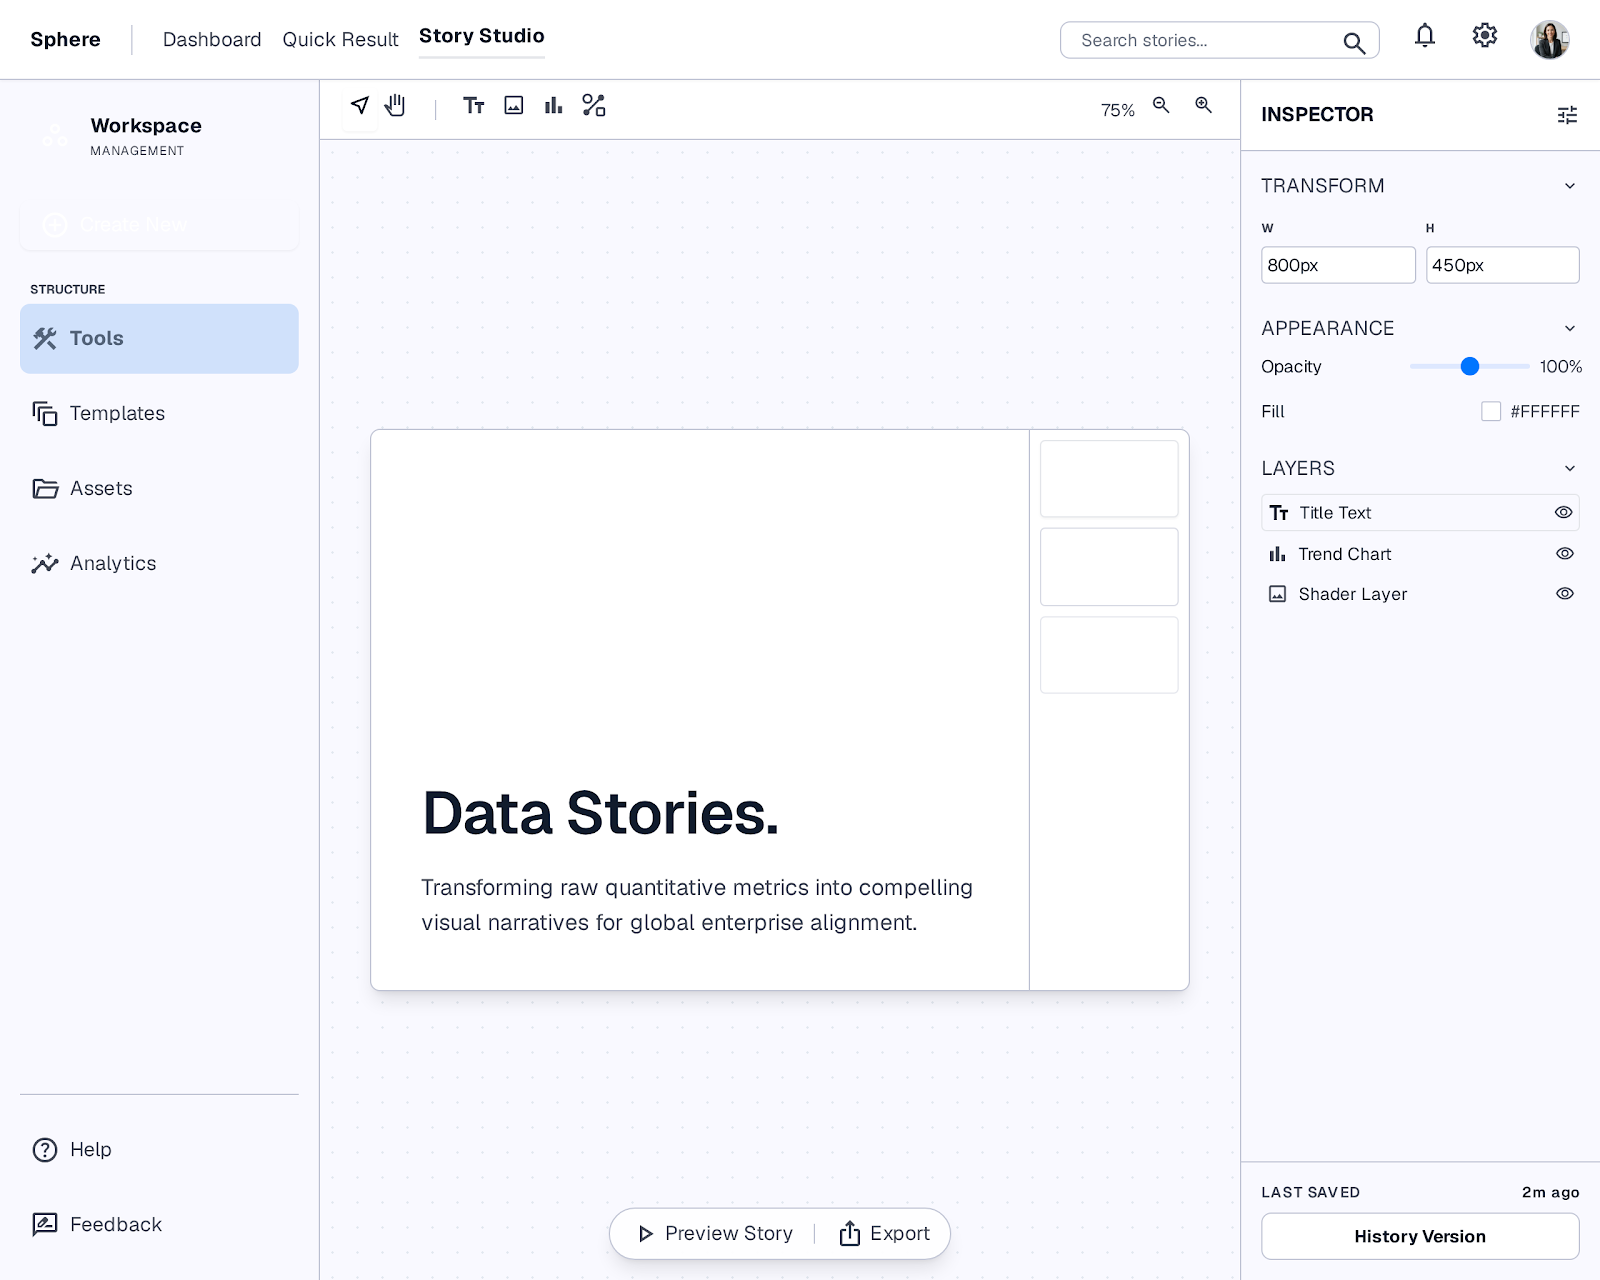 Sphere
Dashboard
Quick Result
Story Studio
Search stories...
Workspace
MANAGEMENT
Create New
STRUCTURE
Tools
Templates
Assets
Analytics
Help
Feedback
75%
Data Stories.
Transforming raw quantitative metrics into compelling
visual narratives for global enterprise alignment.
Preview Story
Export
INSPECTOR
TRANSFORM
W H
800px 450px
APPEARANCE
Opacity 100%
Fill #FFFFFF
LAYERS
Title Text
Trend Chart
Shader Layer
LAST SAVED 2m ago
History Version